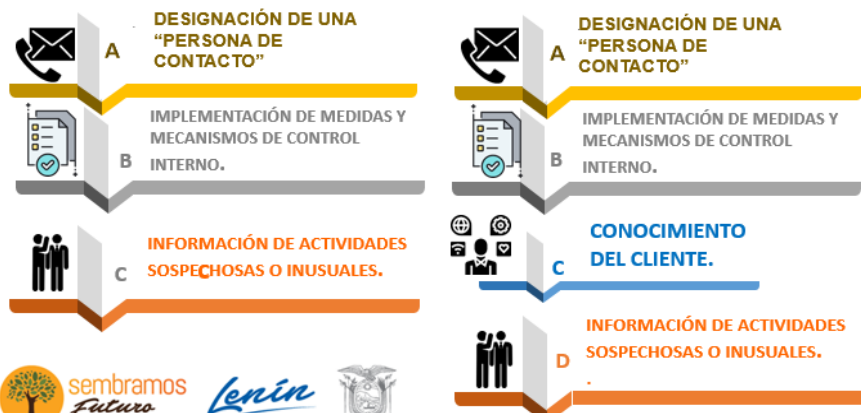 A
DESIGNACIÓN DE UNA
“PERSONA DE
CONTACTO”
B
IMPLEMENTACIÓN DE MEDIDAS Y
MECANISMOS DE CONTROL
INTERNO.
C
INFORMACIÓN DE ACTIVIDADES
SOSPECHOSAS O INUSUALES.
sembramos
Futuro
Lenín
A
DESIGNACIÓN DE UNA
“PERSONA DE
CONTACTO”
B
IMPLEMENTACIÓN DE MEDIDAS Y
MECANISMOS DE CONTROL
INTERNO.
C
CONOCIMIENTO
DEL CLIENTE.
D
INFORMACIÓN DE ACTIVIDADES
SOSPECHOSAS O INUSUALES.
.